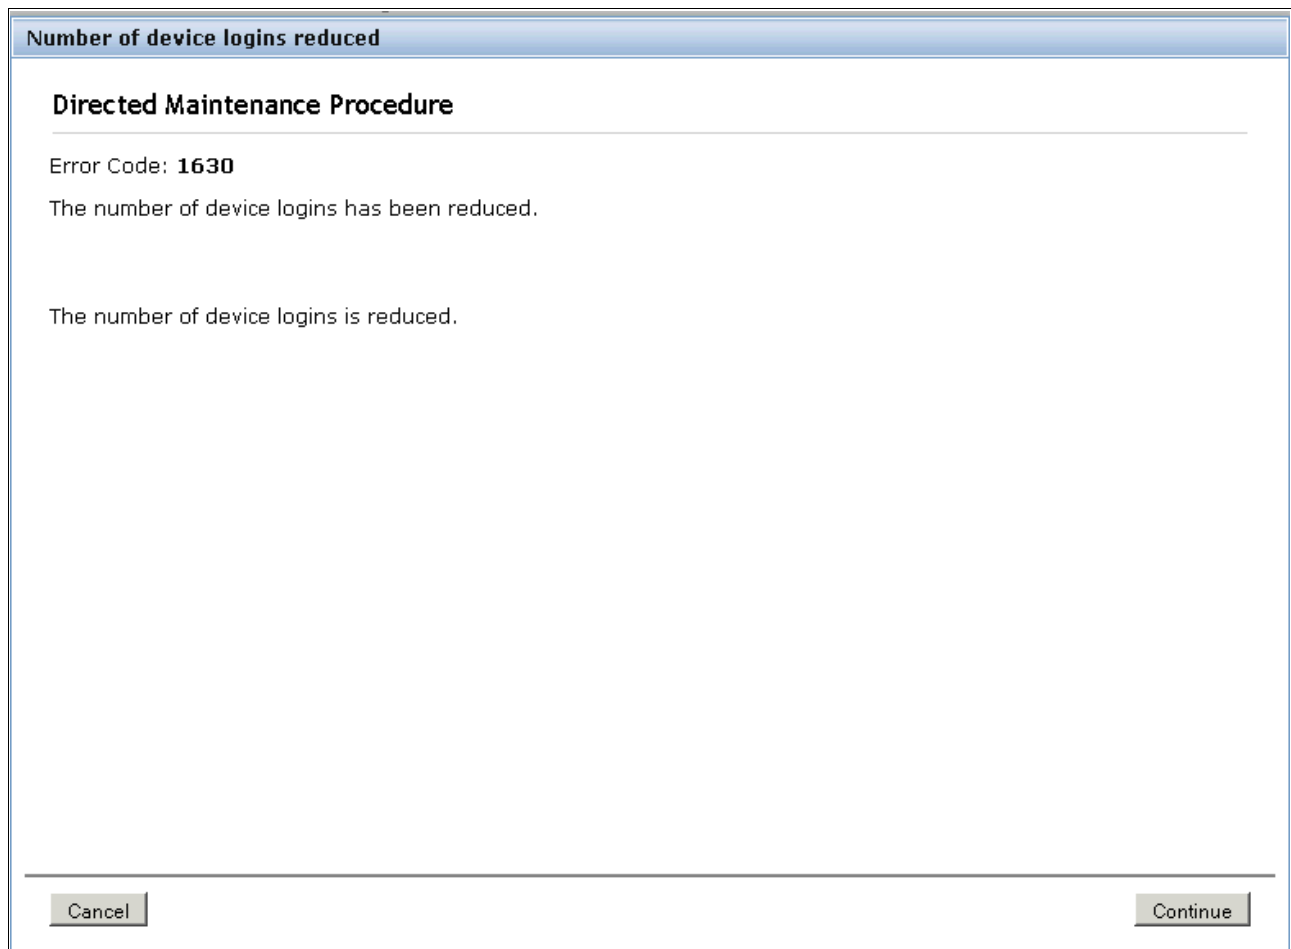 Number of device logins reduced
Directed Maintenance Procedure
Error Code: 1630
The number of device logins has been reduced.
The number of device logins is reduced.
Cancel
Continue